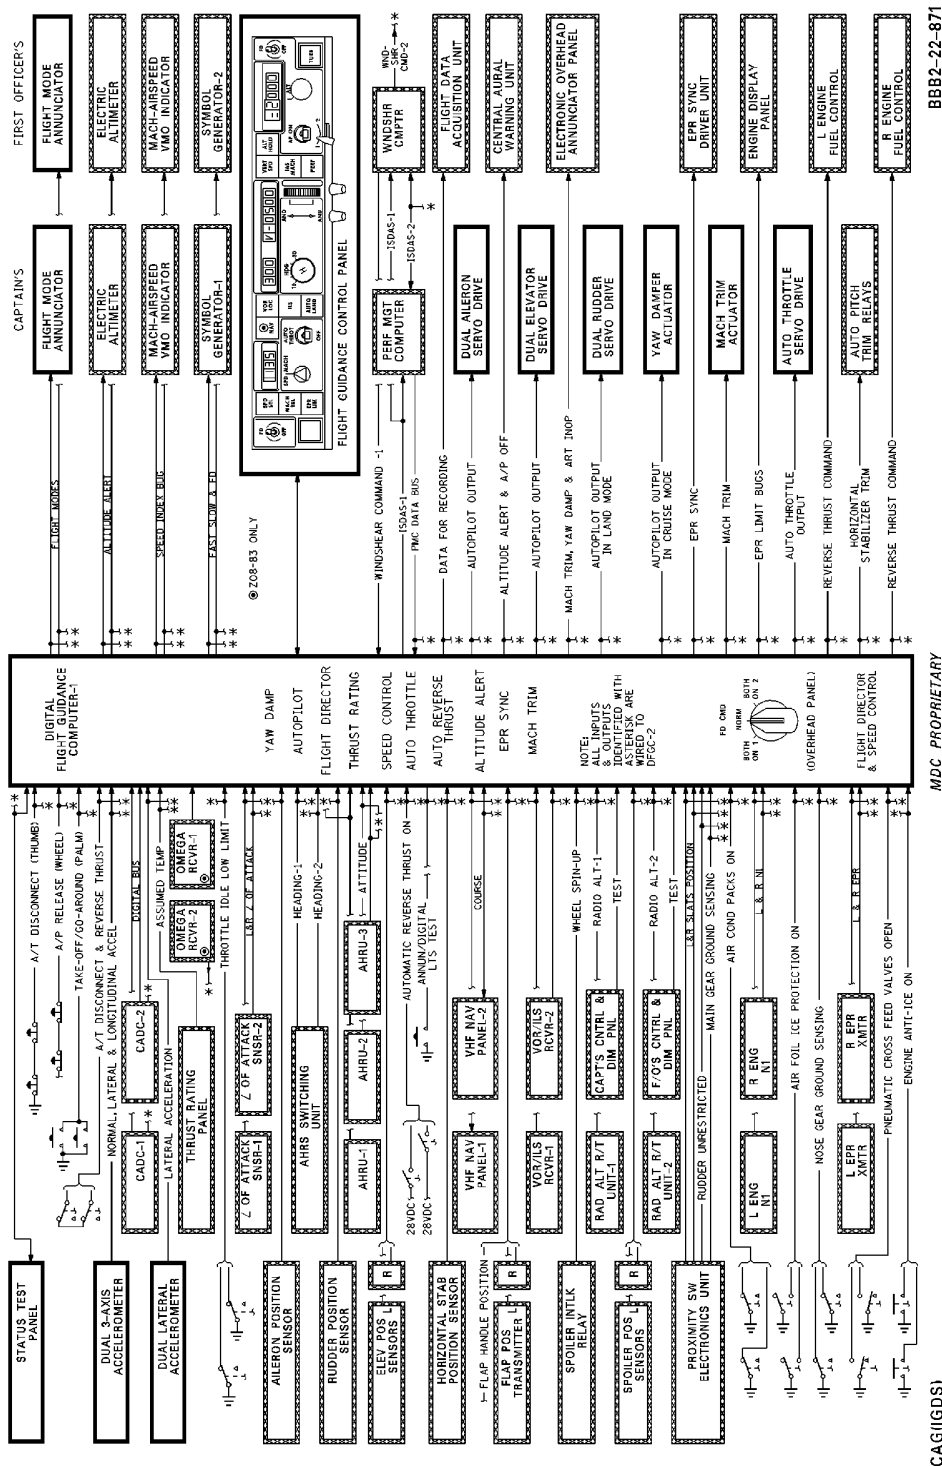 FIRST OFFICER'S
FLIGHT MODE
ANNUNCIATOR
ELECTRIC
ALTIMETER
MACH-AIRSPEED
VMO INDICATOR
SYMBOL
GENERATOR-2
CAPTAIN'S
FLIGHT MODE
ANNUNCIATOR
ELECTRIC
ALTIMETER
MACH-AIRSPEED
VMO INDICATOR
SYMBOL
GENERATOR-1
FLIGHT GUIDANCE CONTROL PANEL
WND-
SHR
CMD-2
WNDSHR
CMPTR
FLIGHT DATA
ACQUISITION UNIT
CENTRAL AURAL
WARNING UNIT
ELECTRONIC OVERHEAD
ANNUNCIATOR PANEL
EPR SYNC
DRIVER UNIT
ENGINE DISPLAY
PANEL
L ENGINE
FUEL CONTROL
R ENGINE
FUEL CONTROL
ISDAS-1
ISDAS-2
PERF MGT
COMPUTER
DUAL AILERON
SERVO DRIVE
DUAL ELEVATOR
SERVO DRIVE
DUAL RUDDER
SERVO DRIVE
YAW DAMPER
ACTUATOR
MACH TRIM
ACTUATOR
AUTO THROTTLE
SERVO DRIVE
AUTO PITCH
TRIM RELAYS
FLIGHT MODES
ALTITUDE ALERT
SPEED INDEX BUG
FAST SLOW & FD
Z08-83 ONLY
WINDSHEAR COMMAND -1
ISDAS-1
PMC DATA BUS
DATA FOR RECORDING
AUTOPILOT OUTPUT
ALTITUDE ALERT & A/P OFF
AUTOPILOT OUTPUT
MACH TRIM, YAW DAMP & ART INOP
AUTOPILOT OUTPUT
IN LAND MODE
AUTOPILOT OUTPUT
IN CRUISE MODE
EPR SYNC
MACH TRIM
EPR LIMIT BUGS
AUTO THROTTLE
OUTPUT
REVERSE THRUST COMMAND
HORIZONTAL
STABILIZER TRIM
REVERSE THRUST COMMAND
DIGITAL
FLIGHT GUIDANCE
COMPUTER-1
YAW DAMP
AUTOPILOT
FLIGHT DIRECTOR
THRUST RATING
SPEED CONTROL
AUTO THROTTLE
AUTO REVERSE
THRUST
ALTITUDE ALERT
EPR SYNC
MACH TRIM
NOTE:
ALL INPUTS
& OUTPUTS
IDENTIFIED WITH
ASTERISK ARE
WIRED TO
DFGC-2
FD CMD
BOTH
ON 1
NORM
BOTH
ON 2
(OVERHEAD PANEL)
FLIGHT DIRECTOR
& SPEED CONTROL
A/T DISCONNECT (THUMB)
A/P RELEASE (WHEEL)
TAKE-OFF/GO-AROUND (PALM)
A/T DISCONNECT & REVERSE THRUST
NORMAL, LATERAL & LONGITUDINAL ACCEL
DIGITAL BUS
LATERAL ACCELERATION
ASSUMED TEMP
OMEGA
RCVR-1
OMEGA
RCVR-2
THROTTLE IDLE LOW LIMIT
L&R ∠ OF ATTACK
HEADING-1
HEADING-2
ATTITUDE
AUTOMATIC REVERSE THRUST ON
ANNUN/DIGITAL
LTS TEST
COURSE
WHEEL SPIN-UP
RADIO ALT-1
TEST
RADIO ALT-2
TEST
L&R SLATS POSITION
RUDDER UNRESTRICTED
MAIN GEAR GROUND SENSING
AIR COND PACKS ON
L & R N1
AIR FOIL ICE PROTECTION ON
NOSE GEAR GROUND SENSING
L & R EPR
PNEUMATIC CROSS FEED VALVES OPEN
ENGINE ANTI-ICE ON
CADC-1
CADC-2
THRUST RATING
PANEL
∠ OF ATTACK
SNSR-1
∠ OF ATTACK
SNSR-2
AHRS SWITCHING
UNIT
AHRU-1
AHRU-2
AHRU-3
28VDC
28VDC
VHF NAV
PANEL-1
VHF NAV
PANEL-2
VOR/ILS
RCVR-1
VOR/ILS
RCVR-2
RAD ALT R/T
UNIT-1
CAPT'S CNTRL &
DIM PNL
RAD ALT R/T
UNIT-2
F/O'S CNTRL &
DIM PNL
L ENG
N1
R ENG
N1
L EPR
XMTR
R EPR
XMTR
STATUS TEST
PANEL
DUAL 3-AXIS
ACCELEROMETER
DUAL LATERAL
ACCELEROMETER
AILERON POSITION
SENSOR
RUDDER POSITION
SENSOR
ELEV POS
SENSORS L
R
HORIZONTAL STAB
POSITION SENSOR
FLAP HANDLE POSITION
FLAP POS
TRANSMITTER L
R
SPOILER INTLK
RELAY
SPOILER POS
SENSORS L
R
PROXIMITY SW
ELECTRONICS UNIT
BBB2-22-871
MDC PROPRIETARY
CAG(IGDS)